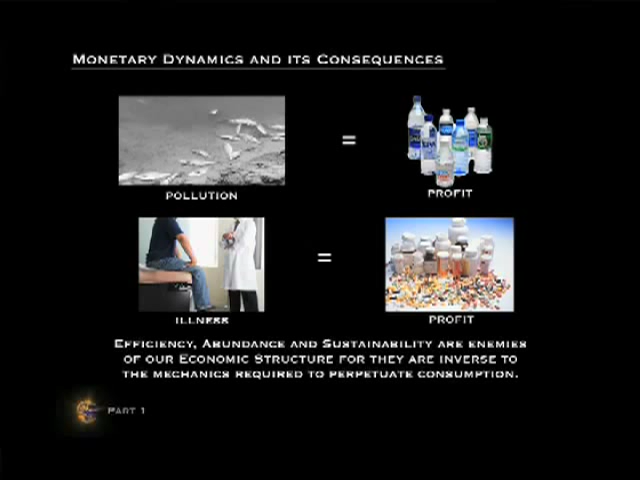 Monetary Dynamics and its Consequences
=
Pollution
Profit
=
Illness
Profit
Efficiency, Abundance and Sustainability are enemies
of our Economic Structure for they are inverse to
the mechanics required to perpetuate consumption.
Part 1